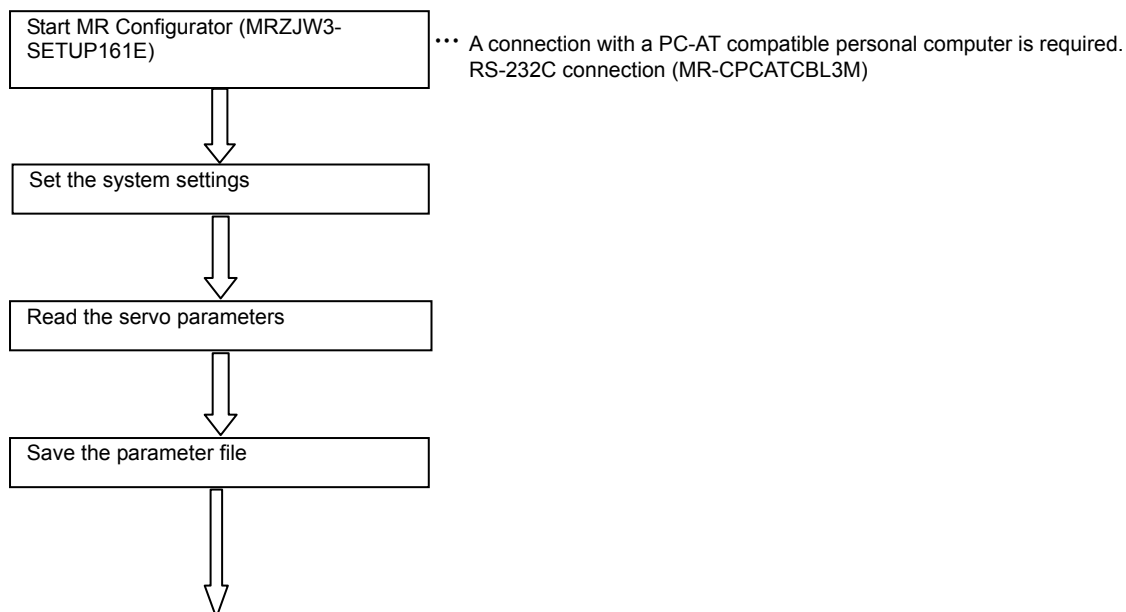 Start MR Configurator (MRZJW3-
SETUP161E)
… A connection with a PC-AT compatible personal computer is required.
RS-232C connection (MR-CPCATCBL3M)
Set the system settings
Read the servo parameters
Save the parameter file